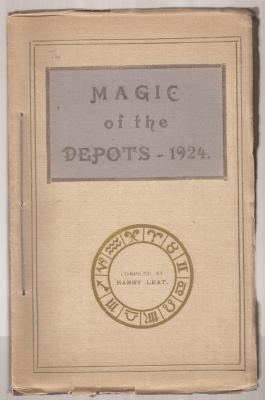 MAGIC
of the
DEPOTS - 1924.
COMPILED BY
HARRY LEAT.